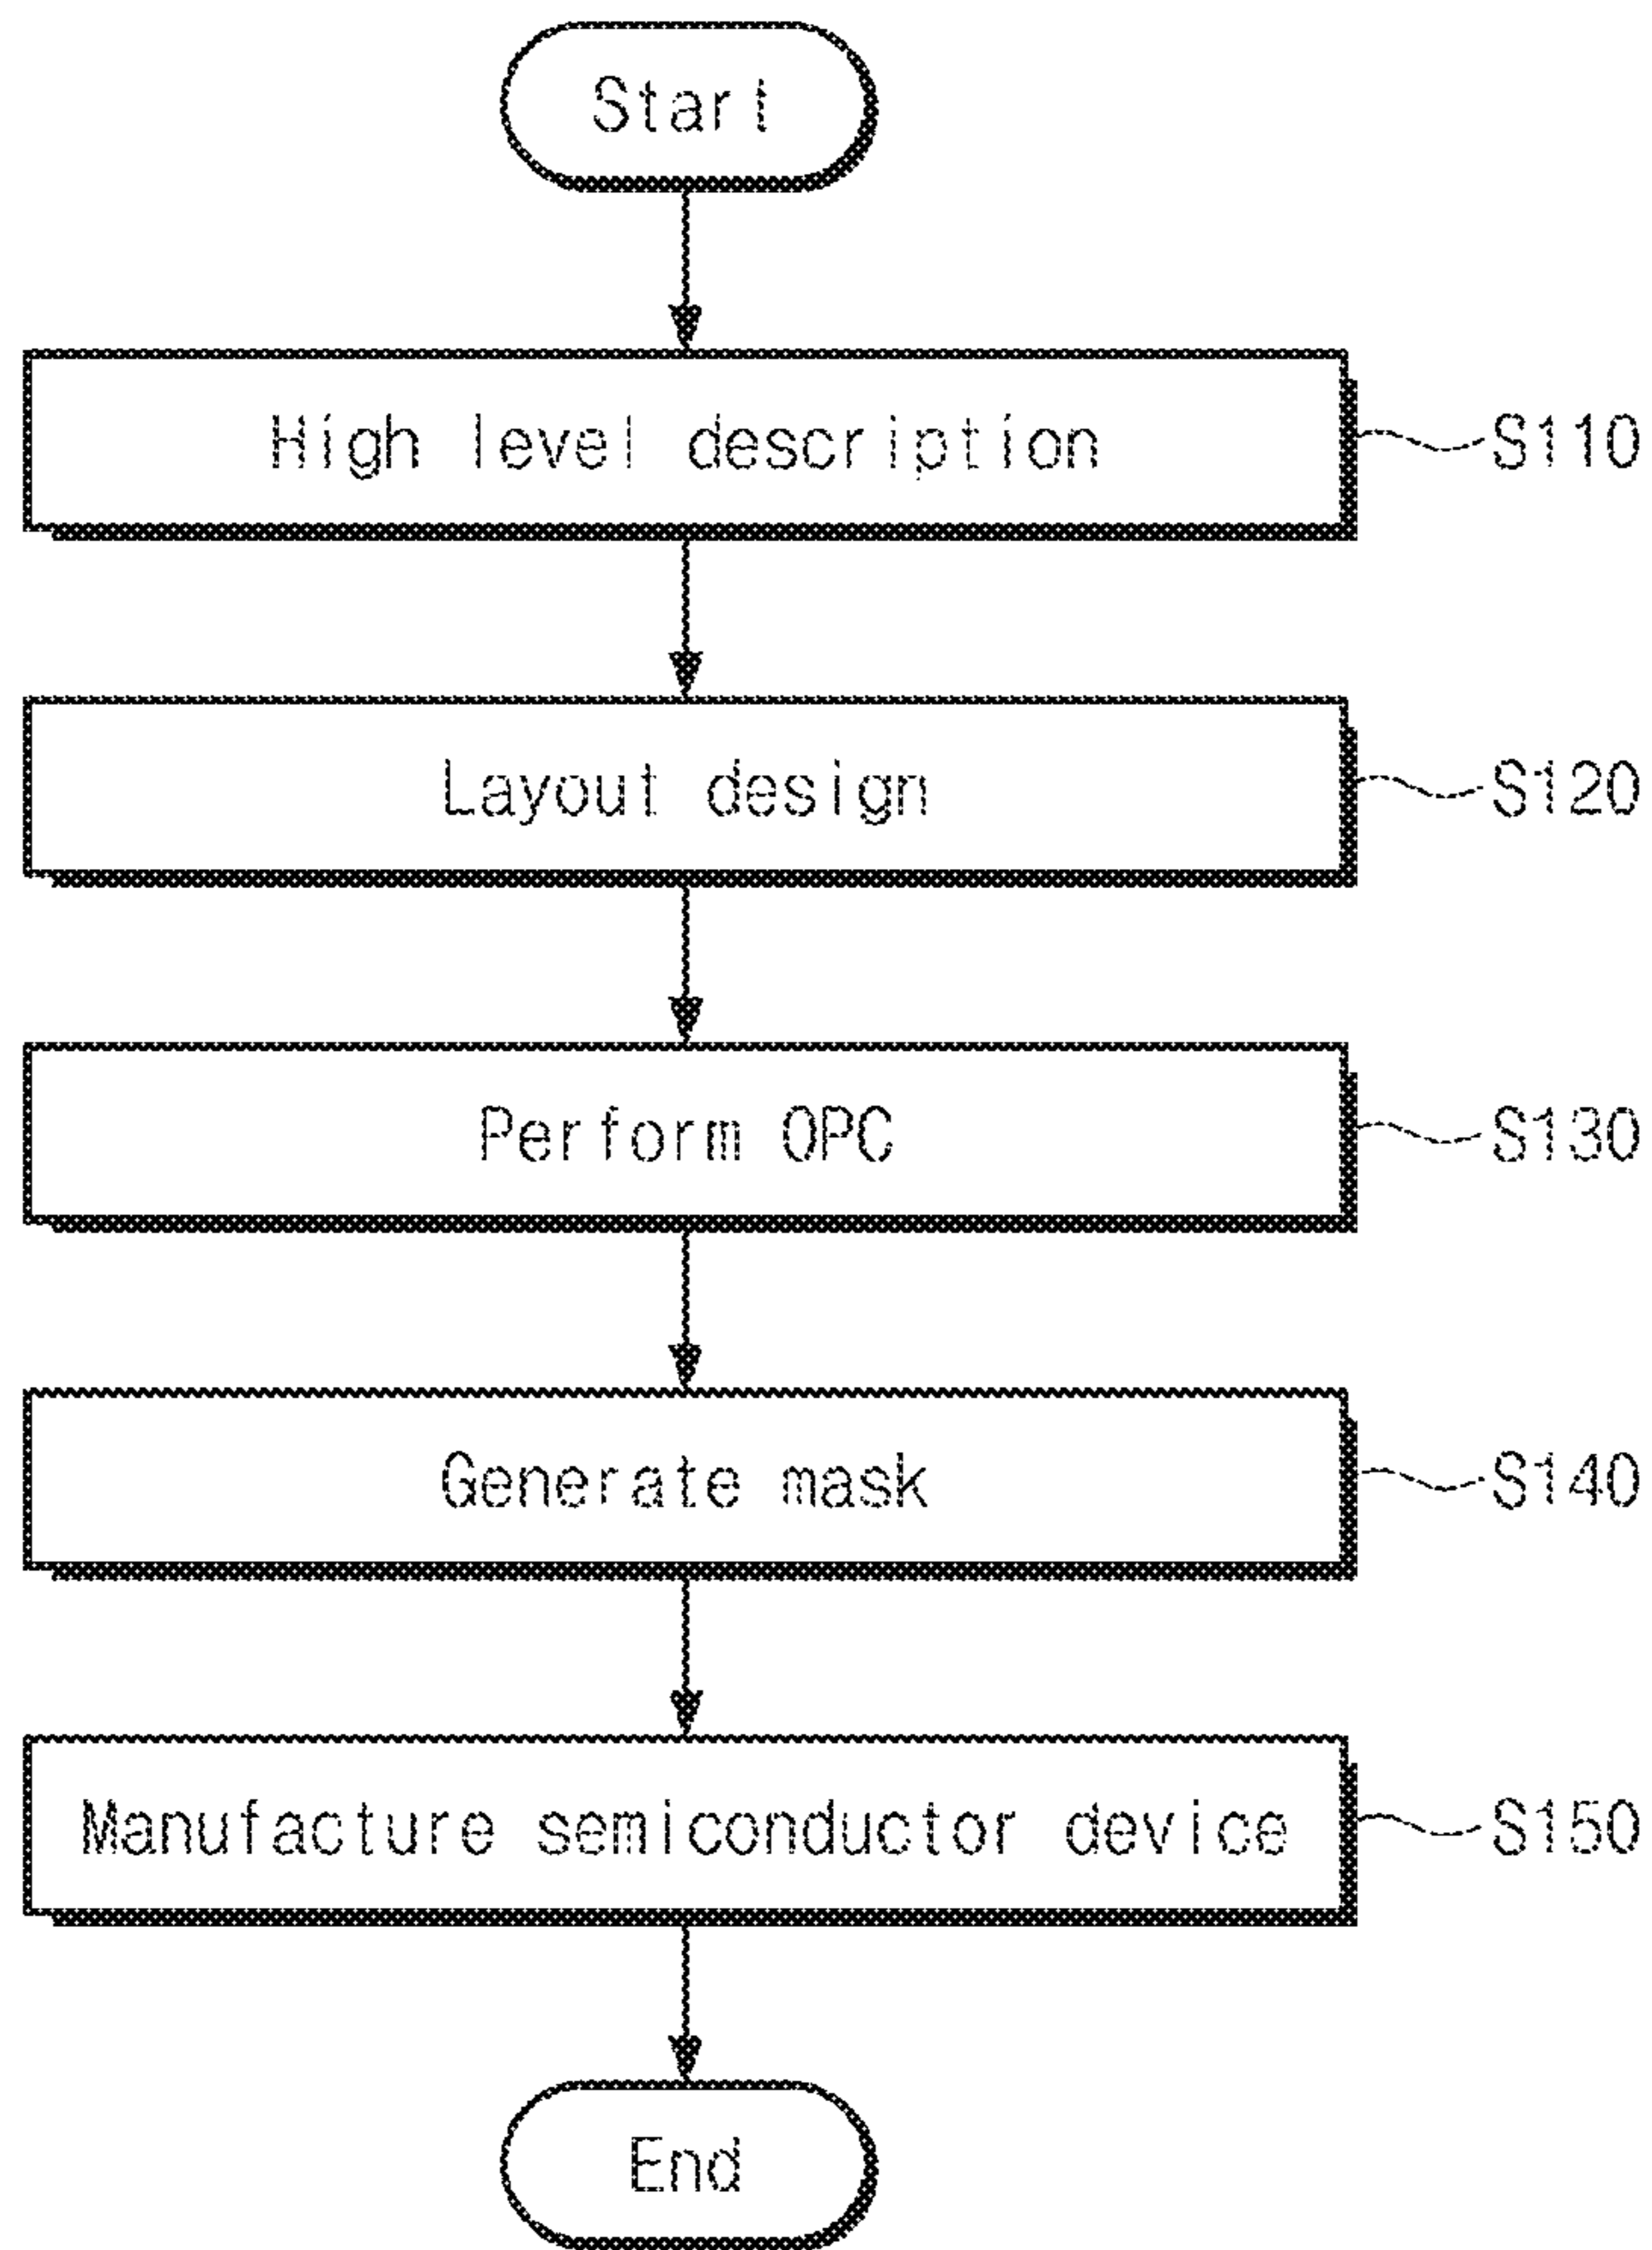 Start
High level description
S110
Layout design
S120
Perform OPC
S130
Generate mask
S140
Manufacture semiconductor device
S150
End